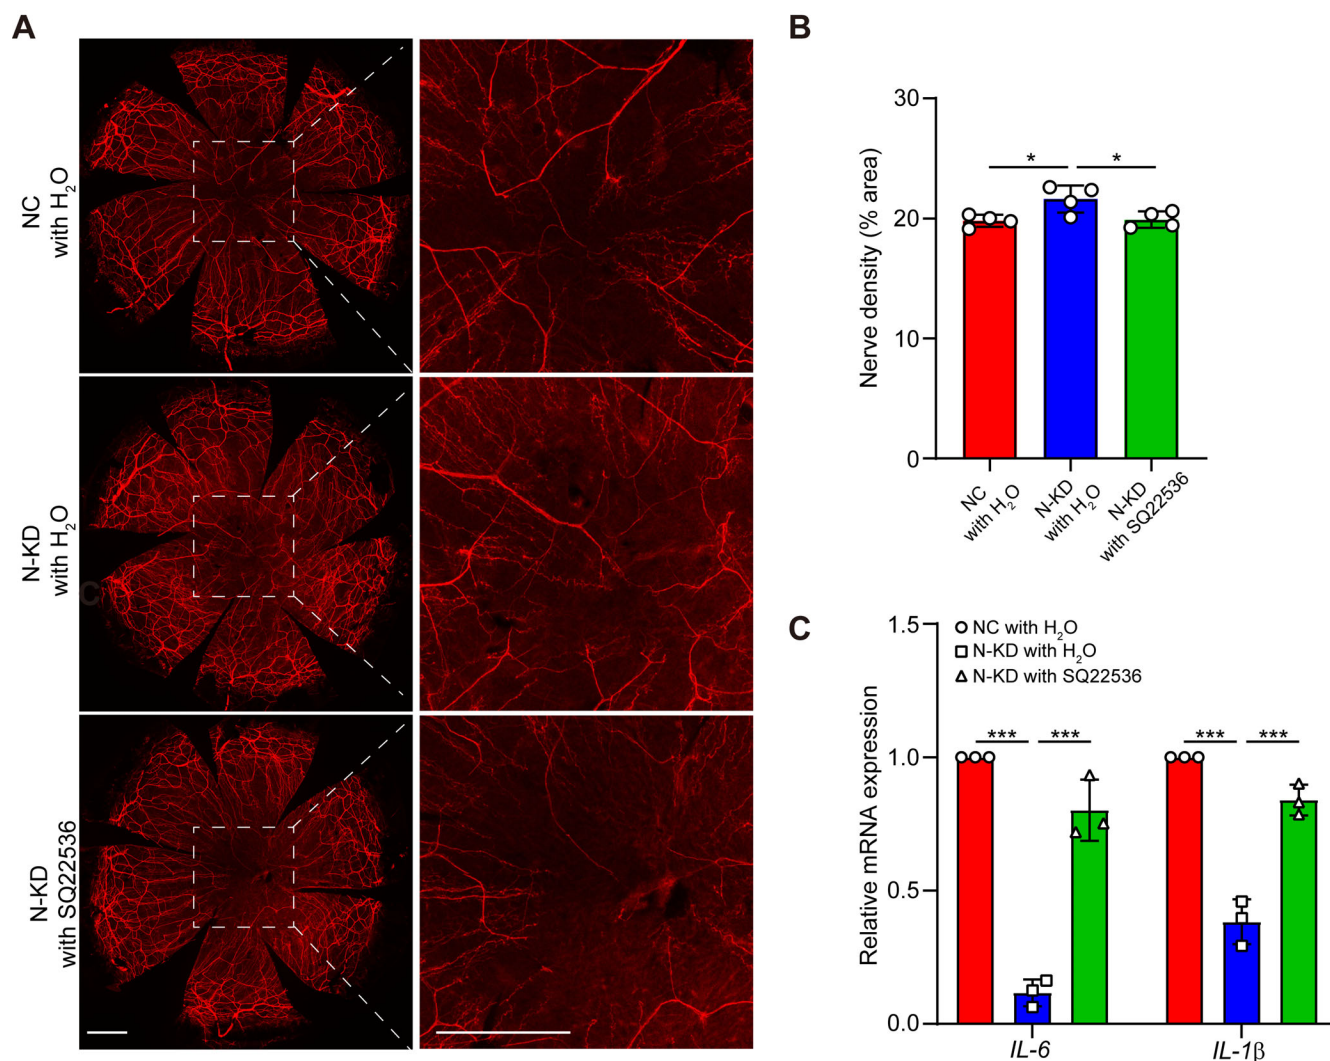 A
NC
with H₂O
N-KD
with H₂O
N-KD
with SQ22536
C
B
Nerve density (% area)
30
20
10
0
*
*
NC
with H₂O
N-KD
with H₂O
N-KD
with SQ22536
C
Relative mRNA expression
1.5
1.0
0.5
0.0
NC with H₂O
N-KD with H₂O
N-KD with SQ22536
***
***
***
***
IL-6
IL-1β